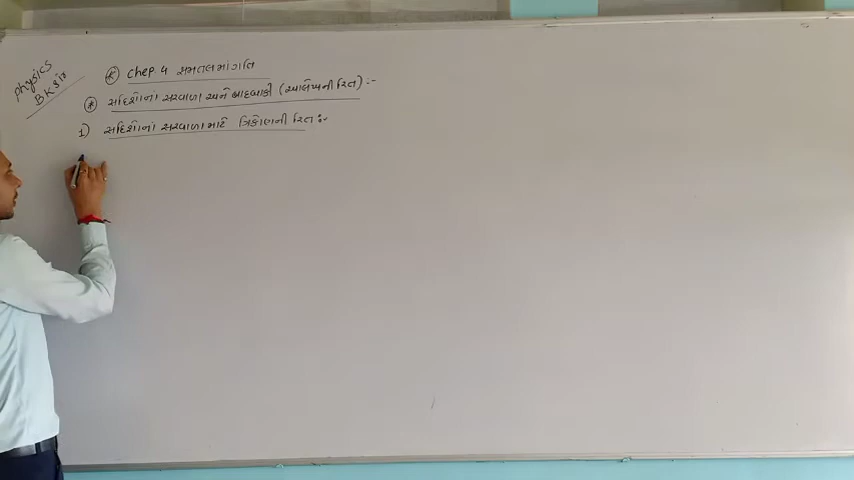 Physics
BK Sir
* Chep 4 સમતલમાં ગતિ
* સદિશોનાં સરવાળા અને બાદબાકી (આલેખની રિત) :-
1) સદિશોનાં સરવાળા માટે ત્રિકોણની રિત :-